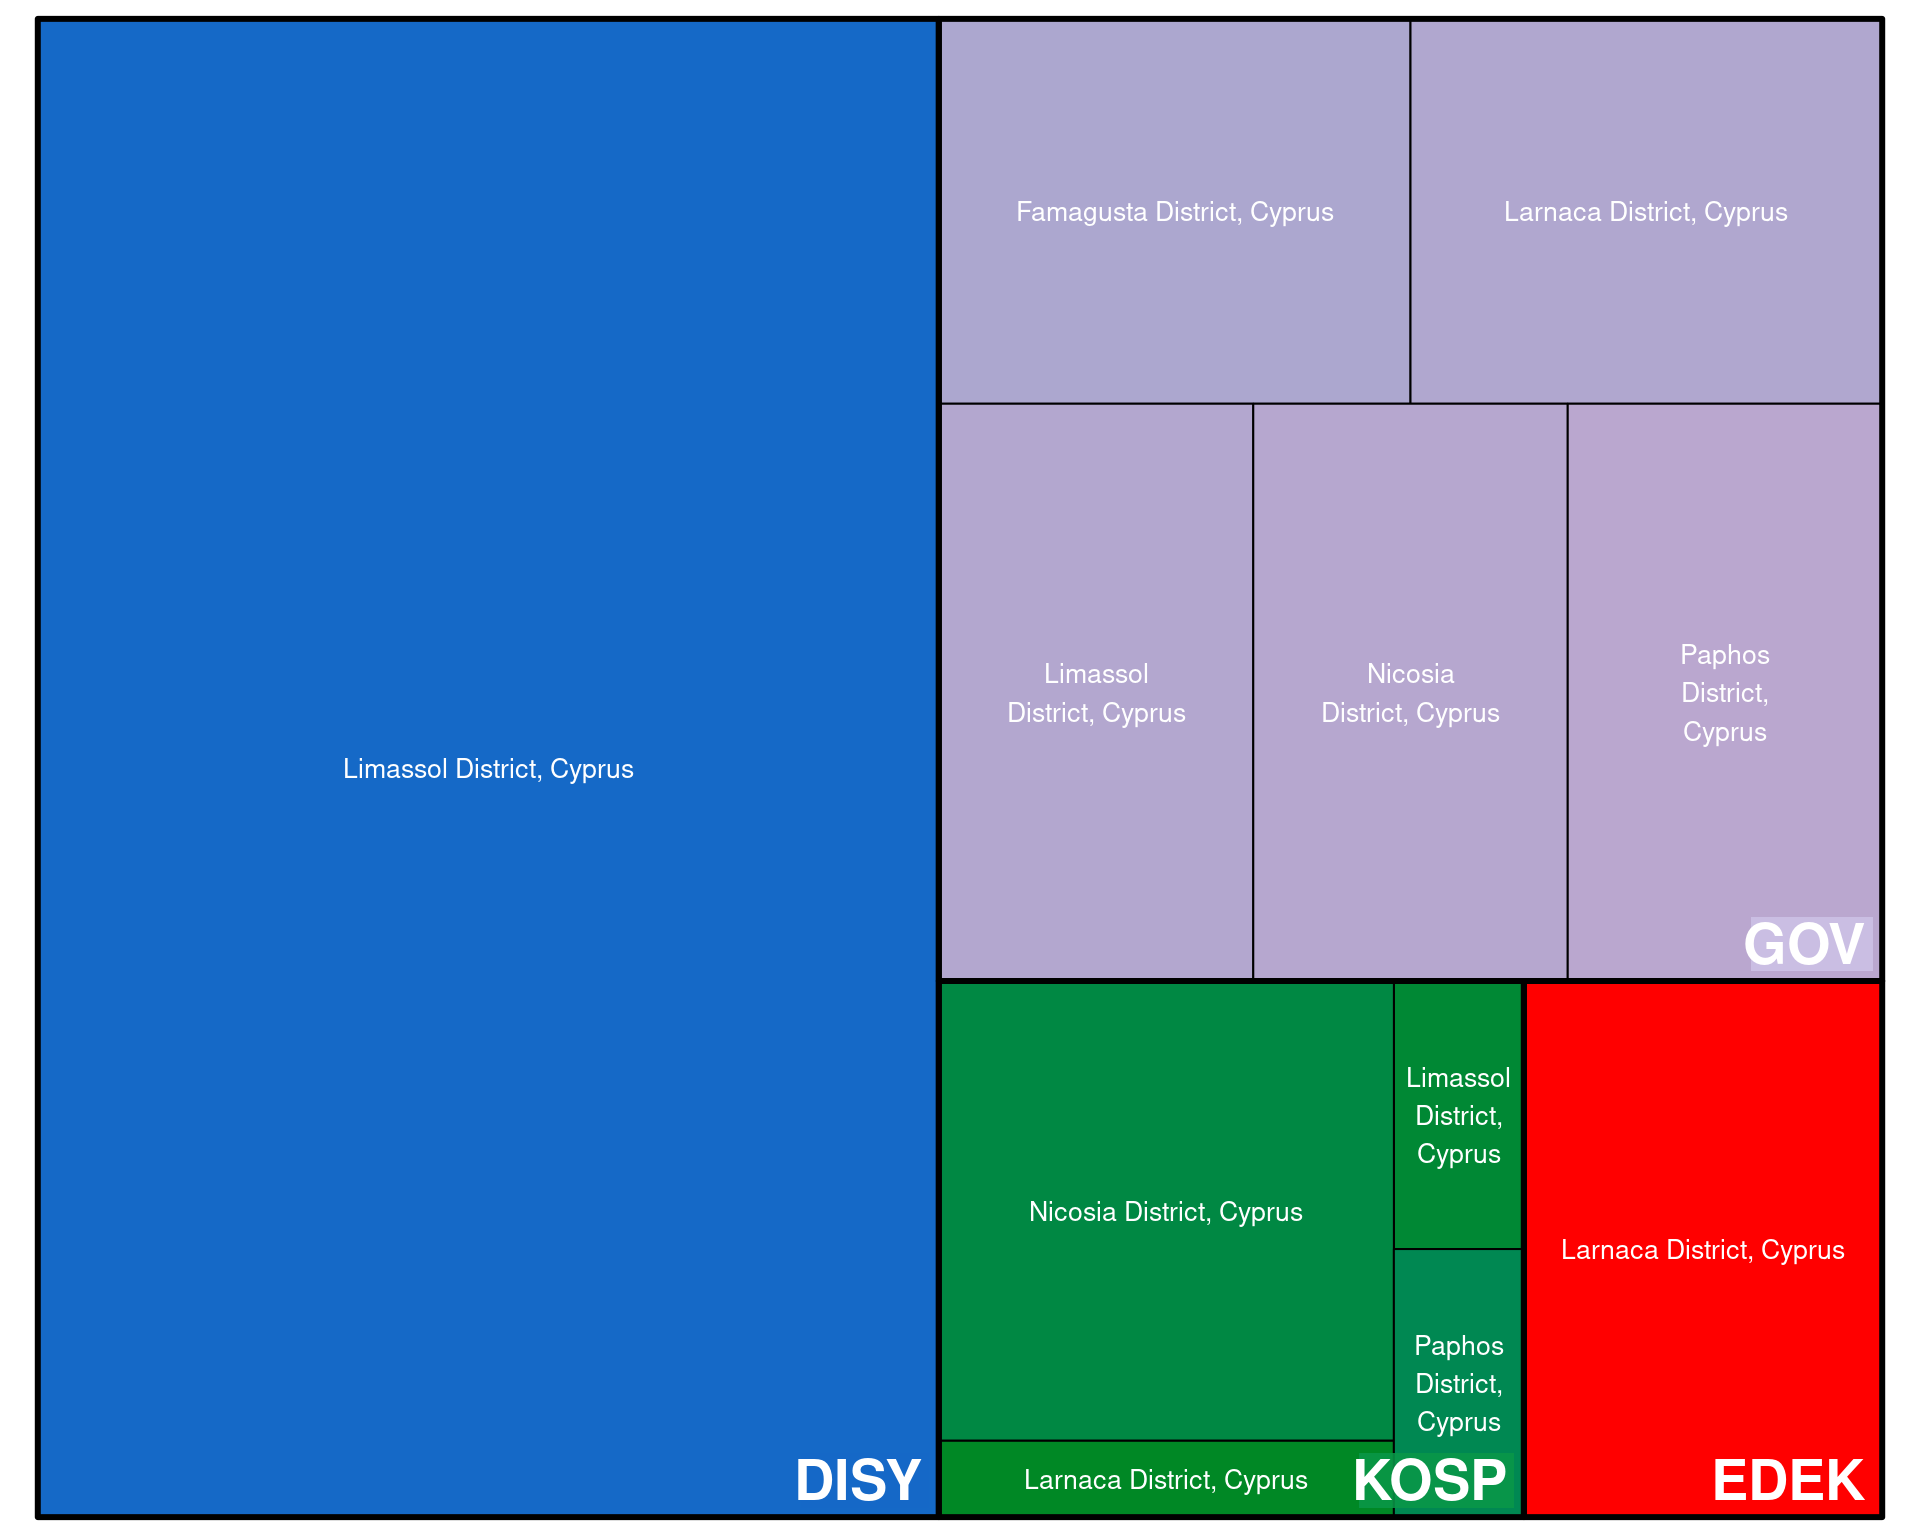 Limassol District, Cyprus
DISY
Famagusta District, Cyprus
Larnaca District, Cyprus
Limassol
District, Cyprus
Nicosia
District, Cyprus
Paphos
District,
Cyprus
GOV
Nicosia District, Cyprus
Limassol
District,
Cyprus
Paphos
District,
Cyprus
Larnaca District, Cyprus
KOSP
Larnaca District, Cyprus
EDEK